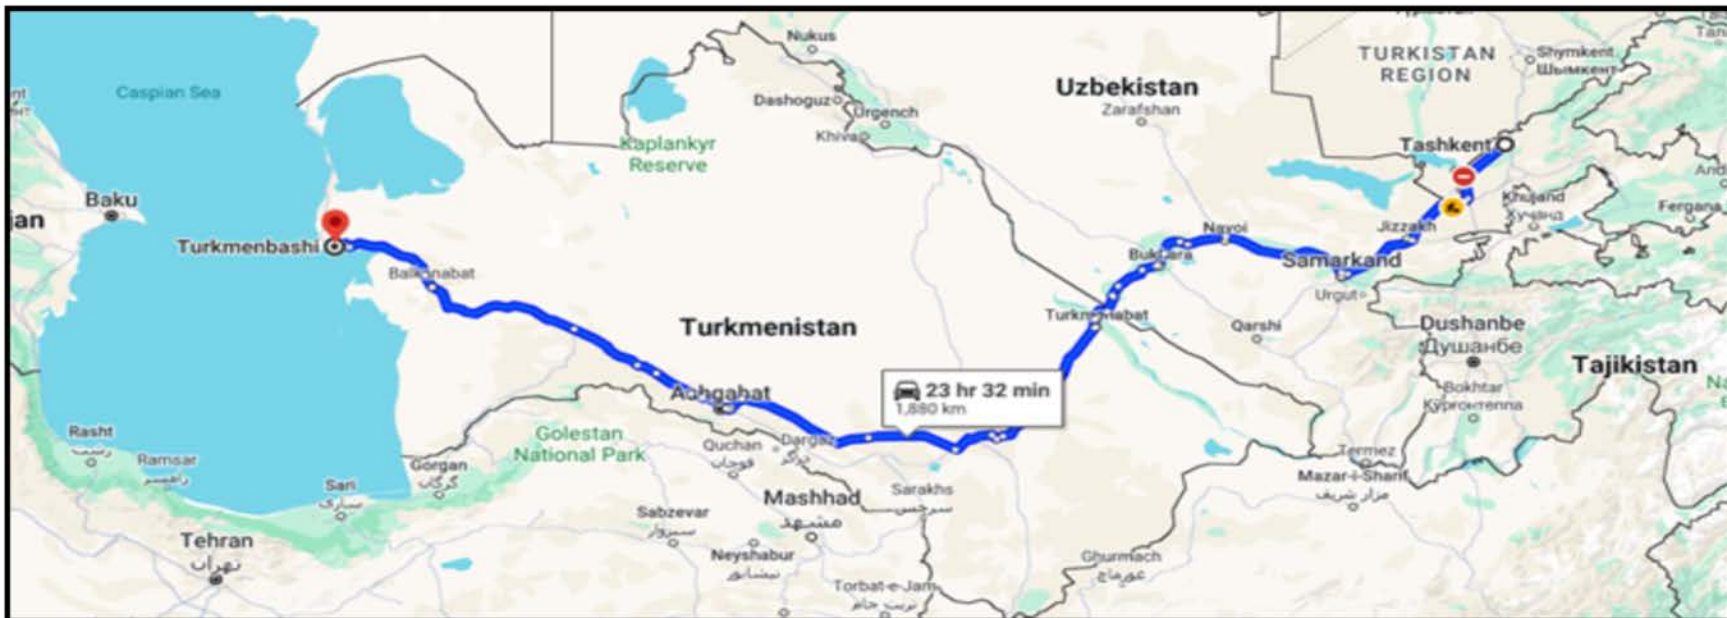 Nukus
TURKISTAN
REGION
Shymkent
Шымкент
Caspian Sea
Uzbekistan
Dashoguz
Zarafshan
Urgench
Khiva
Kaplankyr
Reserve
Tashkent
Baku
Khujand
Хучанд
Fergana
Jizzakh
Navoi
Turkmenbashi
Bukhara
Samarkand
Balkanabat
Urgut
Turkmenabat
Turkmenistan
Qarshi
Dushanbe
Душанбе
Tajikistan
23 hr 32 min
1,880 km
Ashgabat
Bokhtar
Rasht
رشت
Golestan
National Park
Quchan
قوچان
Dargaz
Termez
Ramsar
رامسر
Gorgan
گرگان
Mazar-i-Sharif
مزار شریف
Sari
ساری
Mashhad
مشهد
Sarakhs
سرخس
Sabzevar
سبزوار
Tehran
تهران
Neyshabur
نیشابور
Ghurmach
غورماچ
Torbat-e-Jam
تربت جام